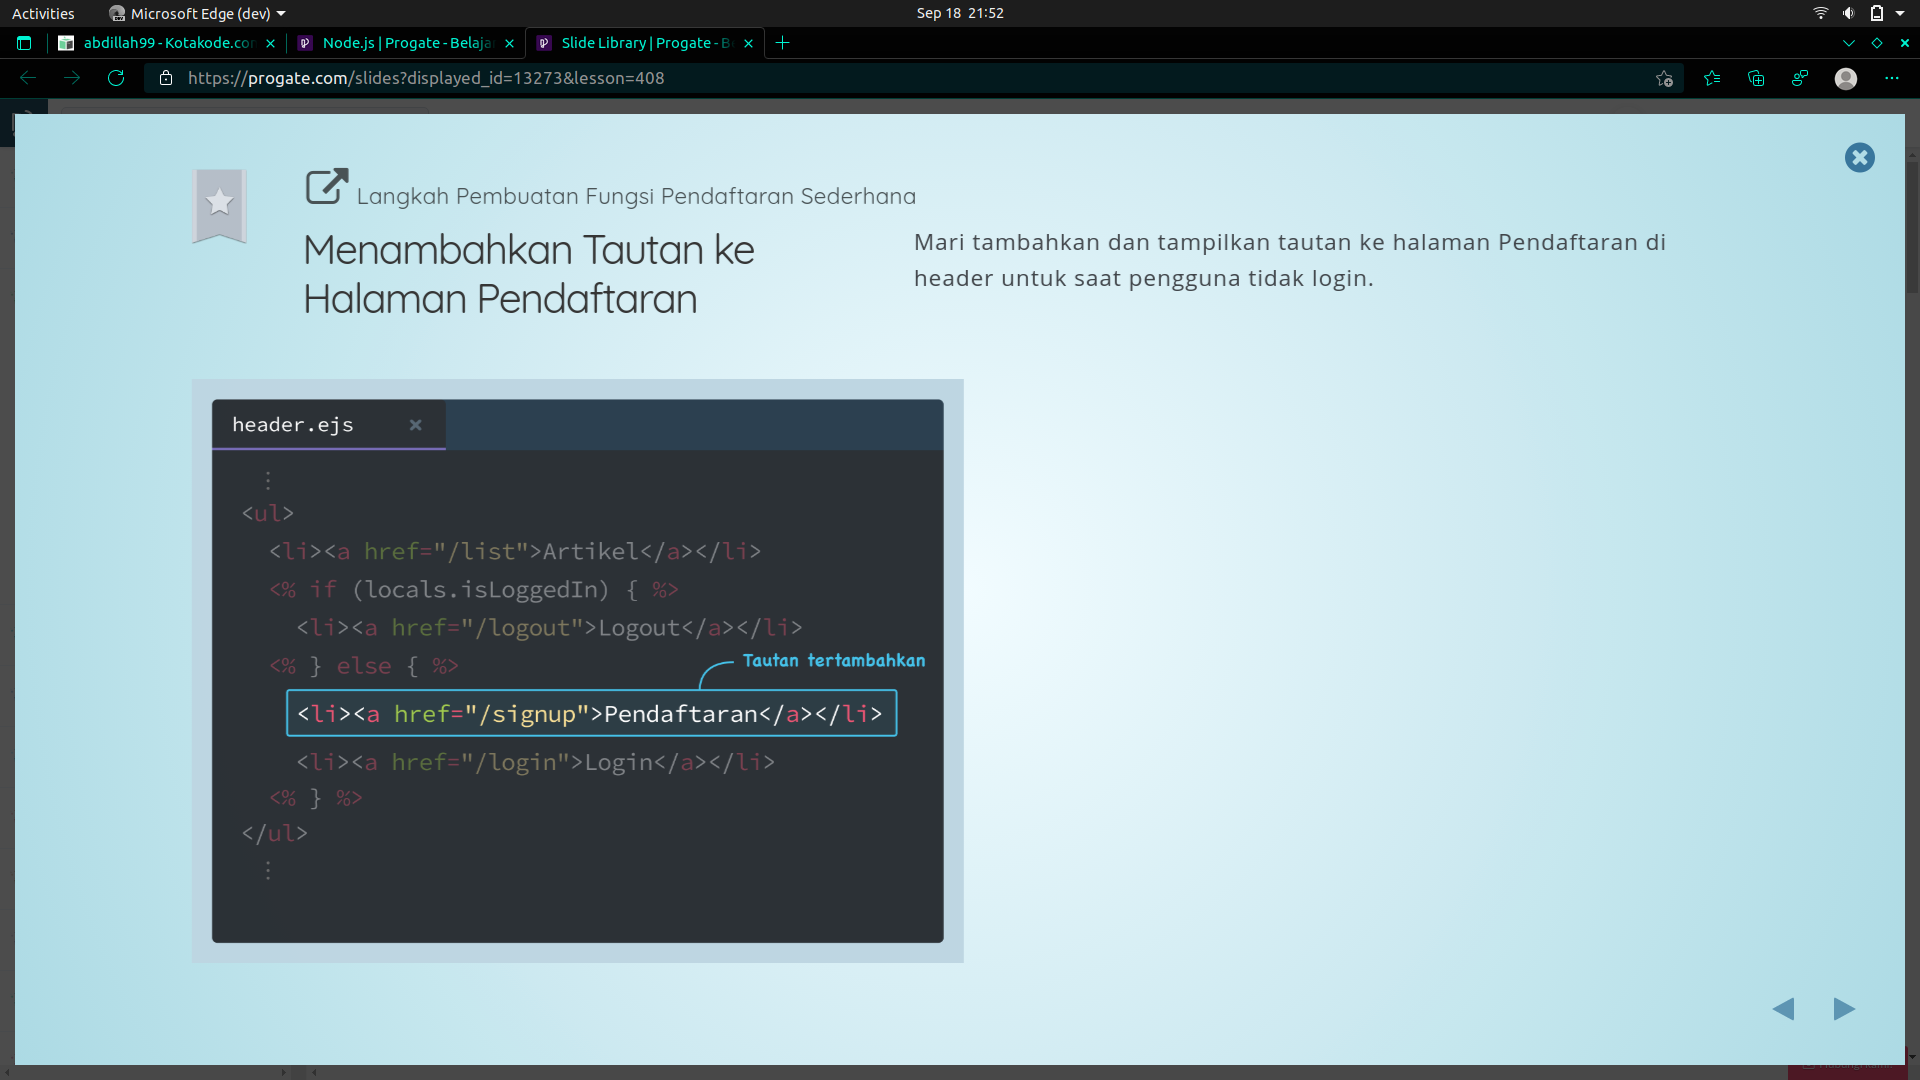 Activities
Microsoft Edge (dev)
Sep 18 21:52
abdillah99 - Kotakode.con
Node.js | Progate - Belaja
Slide Library | Progate - B
https://progate.com/slides?displayed_id=13273&lesson=408
Langkah Pembuatan Fungsi Pendaftaran Sederhana
Menambahkan Tautan ke
Halaman Pendaftaran
Mari tambahkan dan tampilkan tautan ke halaman Pendaftaran di
header untuk saat pengguna tidak login.
header.ejs
<ul>
<li><a href="/list">Artikel</a></li>
<% if (locals.isLoggedIn) { %>
<li><a href="/logout">Logout</a></li>
<% } else { %>
Tautan tertambahkan
<li><a href="/signup">Pendaftaran</a></li>
<li><a href="/login">Login</a></li>
<% } %>
</ul>